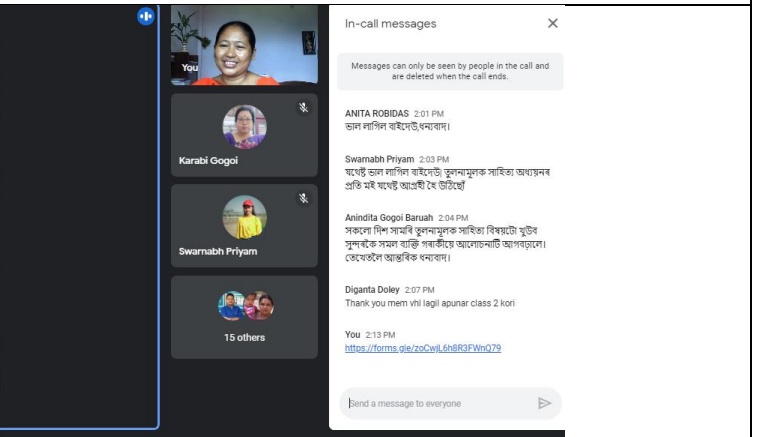 You
Karabi Gogoi
Swarnabh Priyam
15 others
In-call messages
Messages can only be seen by people in the call and
are deleted when the call ends.
ANITA ROBIDAS 2:01 PM
ভাল লাগিল বাইদেউ,ধন্যবাদ।
Swarnabh Priyam 2:03 PM
যথেষ্ট ভাল লাগিল বাইদেউ। তুলনামূলক সাহিত্য অধ্যয়নৰ
প্ৰতি মই যথেষ্ট আগ্ৰহী হৈ উঠিছোঁ
Anindita Gogoi Baruah 2:04 PM
সকলো দিশ সামৰি তুলনামূলক সাহিত্য বিষয়টো খুউব
সুন্দৰকৈ সমল ব্যক্তি গৰাকীয়ে আলোচনাটি আগবঢ়ালে।
তেখেতলৈ আন্তৰিক ধন্যবাদ।
Diganta Doley 2:07 PM
Thank you mem vhl lagil apunar class 2 kori
You 2:13 PM
https://forms.gle/zoCwjL6h8R3FWnQ79
Send a message to everyone